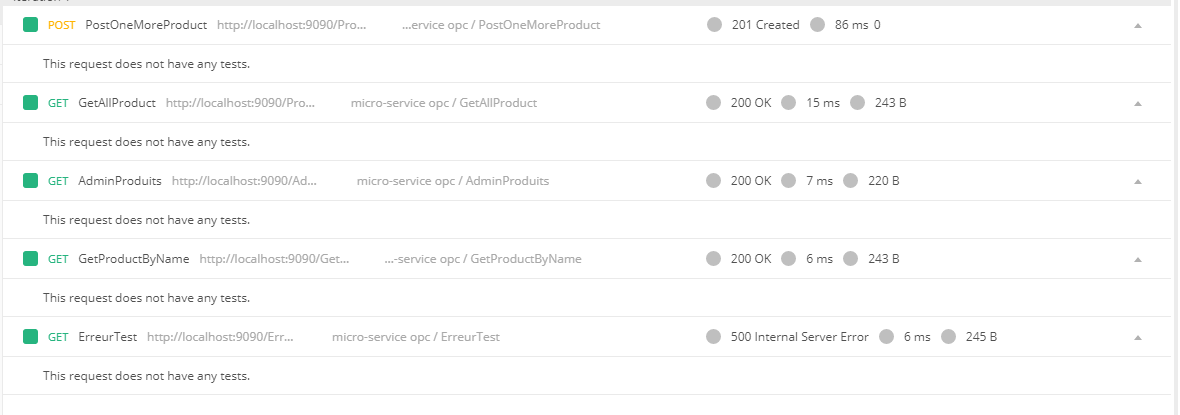 POST PostOneMoreProduct http://localhost:9090/Pro... ...ervice opc / PostOneMoreProduct 201 Created 86 ms 0
This request does not have any tests.
GET GetAllProduct http://localhost:9090/Pro... micro-service opc / GetAllProduct 200 OK 15 ms 243 B
This request does not have any tests.
GET AdminProduits http://localhost:9090/Ad... micro-service opc / AdminProduits 200 OK 7 ms 220 B
This request does not have any tests.
GET GetProductByName http://localhost:9090/Get... ...-service opc / GetProductByName 200 OK 6 ms 243 B
This request does not have any tests.
GET ErreurTest http://localhost:9090/Err... micro-service opc / ErreurTest 500 Internal Server Error 6 ms 245 B
This request does not have any tests.